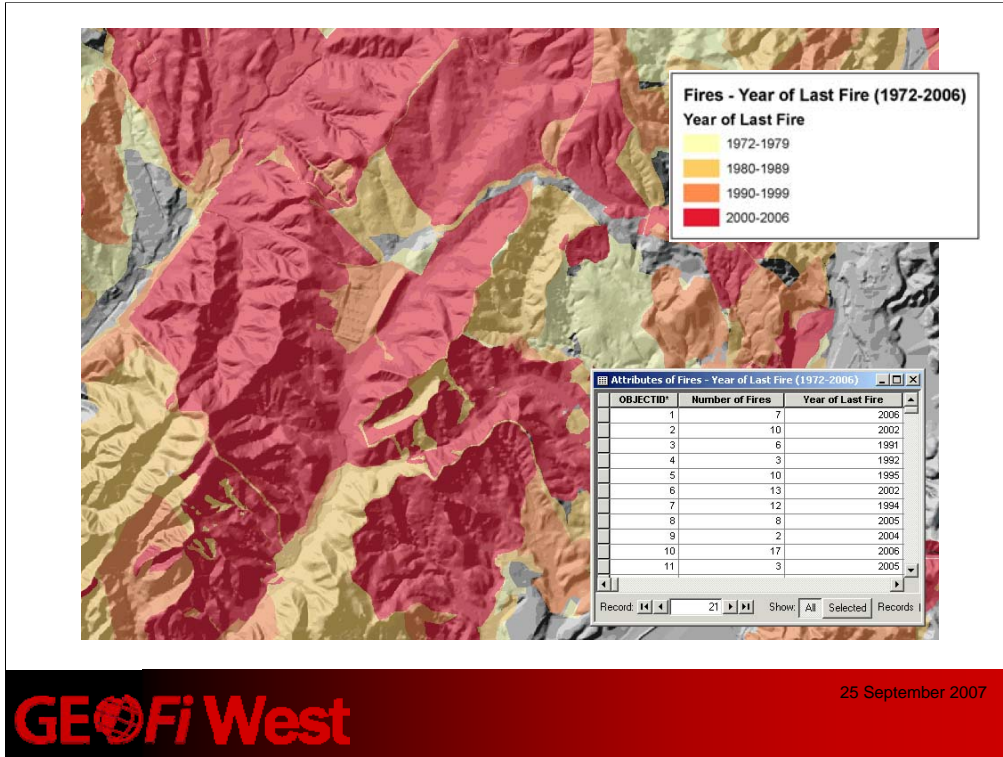 Fires - Year of Last Fire (1972-2006)
Year of Last Fire
1972-1979
1980-1989
1990-1999
2000-2006
Attributes of Fires - Year of Last Fire (1972-2006)
OBJECTID* Number of Fires Year of Last Fire
1 7 2006
2 10 2002
3 6 1991
4 3 1992
5 10 1995
6 13 2002
7 12 1994
8 8 2005
9 2 2004
10 17 2006
11 3 2005
Record: 21 Show: All Selected Records
25 September 2007
GEOFi West